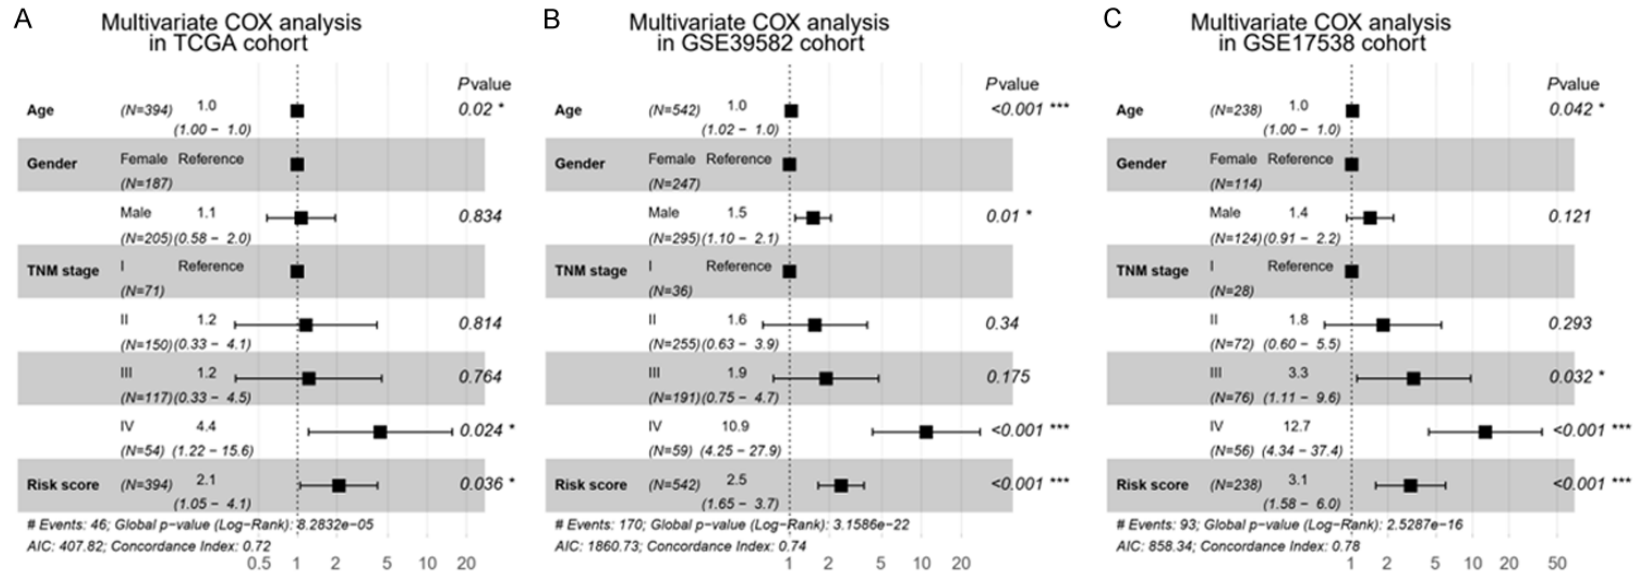 A
Multivariate COX analysis
in TCGA cohort
Pvalue
Age (N=394) 1.0 0.02 *
(1.00 − 1.0)
Gender Female Reference
(N=187)
Male 1.1 0.834
(N=205) (0.58 − 2.0)
TNM stage I Reference
(N=71)
II 1.2 0.814
(N=150) (0.33 − 4.1)
III 1.2 0.764
(N=117) (0.33 − 4.5)
IV 4.4 0.024 *
(N=54) (1.22 − 15.6)
Risk score (N=394) 2.1 0.036 *
(1.05 − 4.1)
# Events: 46; Global p−value (Log−Rank): 8.2832e−05
AIC: 407.82; Concordance Index: 0.72
0.5 1 2 5 10 20
B
Multivariate COX analysis
in GSE39582 cohort
Pvalue
Age (N=542) 1.0 <0.001 ***
(1.02 − 1.0)
Gender Female Reference
(N=247)
Male 1.5 0.01 *
(N=295) (1.10 − 2.1)
TNM stage I Reference
(N=36)
II 1.6 0.34
(N=255) (0.63 − 3.9)
III 1.9 0.175
(N=191) (0.75 − 4.7)
IV 10.9 <0.001 ***
(N=59) (4.25 − 27.9)
Risk score (N=542) 2.5 <0.001 ***
(1.65 − 3.7)
# Events: 170; Global p−value (Log−Rank): 3.1586e−22
AIC: 1860.73; Concordance Index: 0.74
1 2 5 10 20
C
Multivariate COX analysis
in GSE17538 cohort
Pvalue
Age (N=238) 1.0 0.042 *
(1.00 − 1.0)
Gender Female Reference
(N=114)
Male 1.4 0.121
(N=124) (0.91 − 2.2)
TNM stage I Reference
(N=28)
II 1.8 0.293
(N=72) (0.60 − 5.5)
III 3.3 0.032 *
(N=76) (1.11 − 9.6)
IV 12.7 <0.001 ***
(N=56) (4.34 − 37.4)
Risk score (N=238) 3.1 <0.001 ***
(1.58 − 6.0)
# Events: 93; Global p−value (Log−Rank): 2.5287e−16
AIC: 858.34; Concordance Index: 0.78
1 2 5 10 20 50